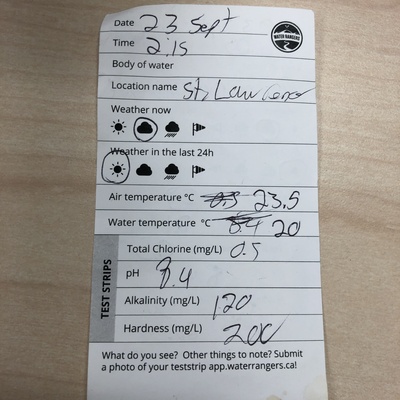 Date 23 Sept
WATER RANGERS
Time 2:15
Body of water
Location name St, Lawrence
Weather now
Weather in the last 24h
Air temperature °C 23.5
Water temperature °C 8.4 20
Total Chlorine (mg/L) 0.5
TEST STRIPS
pH 8.4
Alkalinity (mg/L) 120
Hardness (mg/L) 200
What do you see? Other things to note? Submit
a photo of your teststrip app.waterrangers.ca!